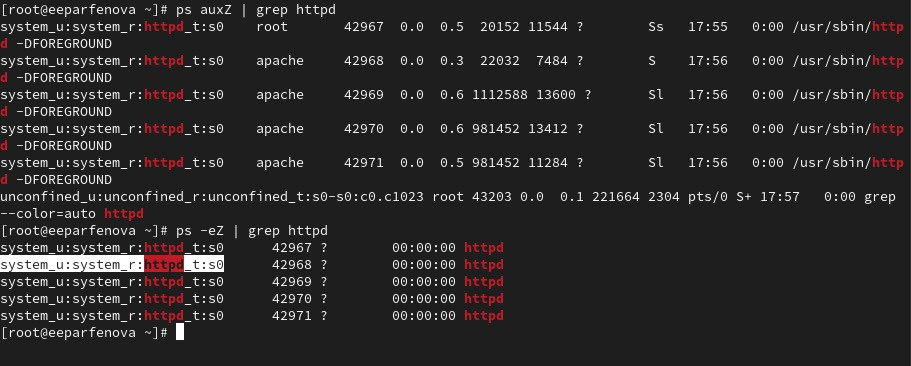 [root@eeparfenova ~]# ps auxZ | grep httpd
system_u:system_r:httpd_t:s0    root       42967  0.0  0.5  20152 11544 ?        Ss   17:55   0:00 /usr/sbin/http
d -DFOREGROUND
system_u:system_r:httpd_t:s0    apache     42968  0.0  0.3  22032  7484 ?        S    17:56   0:00 /usr/sbin/http
d -DFOREGROUND
system_u:system_r:httpd_t:s0    apache     42969  0.0  0.6 1112588 13600 ?       Sl   17:56   0:00 /usr/sbin/http
d -DFOREGROUND
system_u:system_r:httpd_t:s0    apache     42970  0.0  0.6 981452 13412 ?        Sl   17:56   0:00 /usr/sbin/http
d -DFOREGROUND
system_u:system_r:httpd_t:s0    apache     42971  0.0  0.5 981452 11284 ?        Sl   17:56   0:00 /usr/sbin/http
d -DFOREGROUND
unconfined_u:unconfined_r:unconfined_t:s0-s0:c0.c1023 root 43203 0.0  0.1 221664 2304 pts/0 S+ 17:57   0:00 grep
--color=auto httpd
[root@eeparfenova ~]# ps -eZ | grep httpd
system_u:system_r:httpd_t:s0      42967 ?        00:00:00 httpd
system_u:system_r:httpd_t:s0      42968 ?        00:00:00 httpd
system_u:system_r:httpd_t:s0      42969 ?        00:00:00 httpd
system_u:system_r:httpd_t:s0      42970 ?        00:00:00 httpd
system_u:system_r:httpd_t:s0      42971 ?        00:00:00 httpd
[root@eeparfenova ~]#